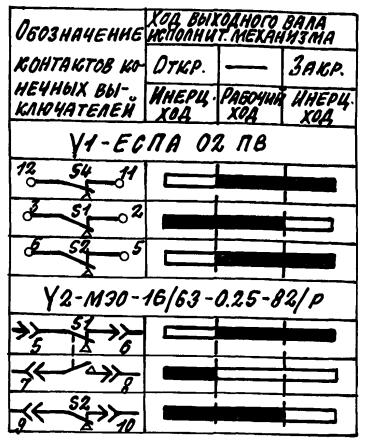 Обозначение
контактов ко-
нечных вы-
ключателей
Ход выходного вала
исполнит. механизма
Откр. — Закр.
Инерц. ход
Рабочий ход
Инерц. ход
У1-ЕСПА 02 ПВ
12 S4 11
3 S1 2
6 S2 5
У2-МЭО-16/63-0.25-82/Р
5 S1 6
7 8
9 S2 10